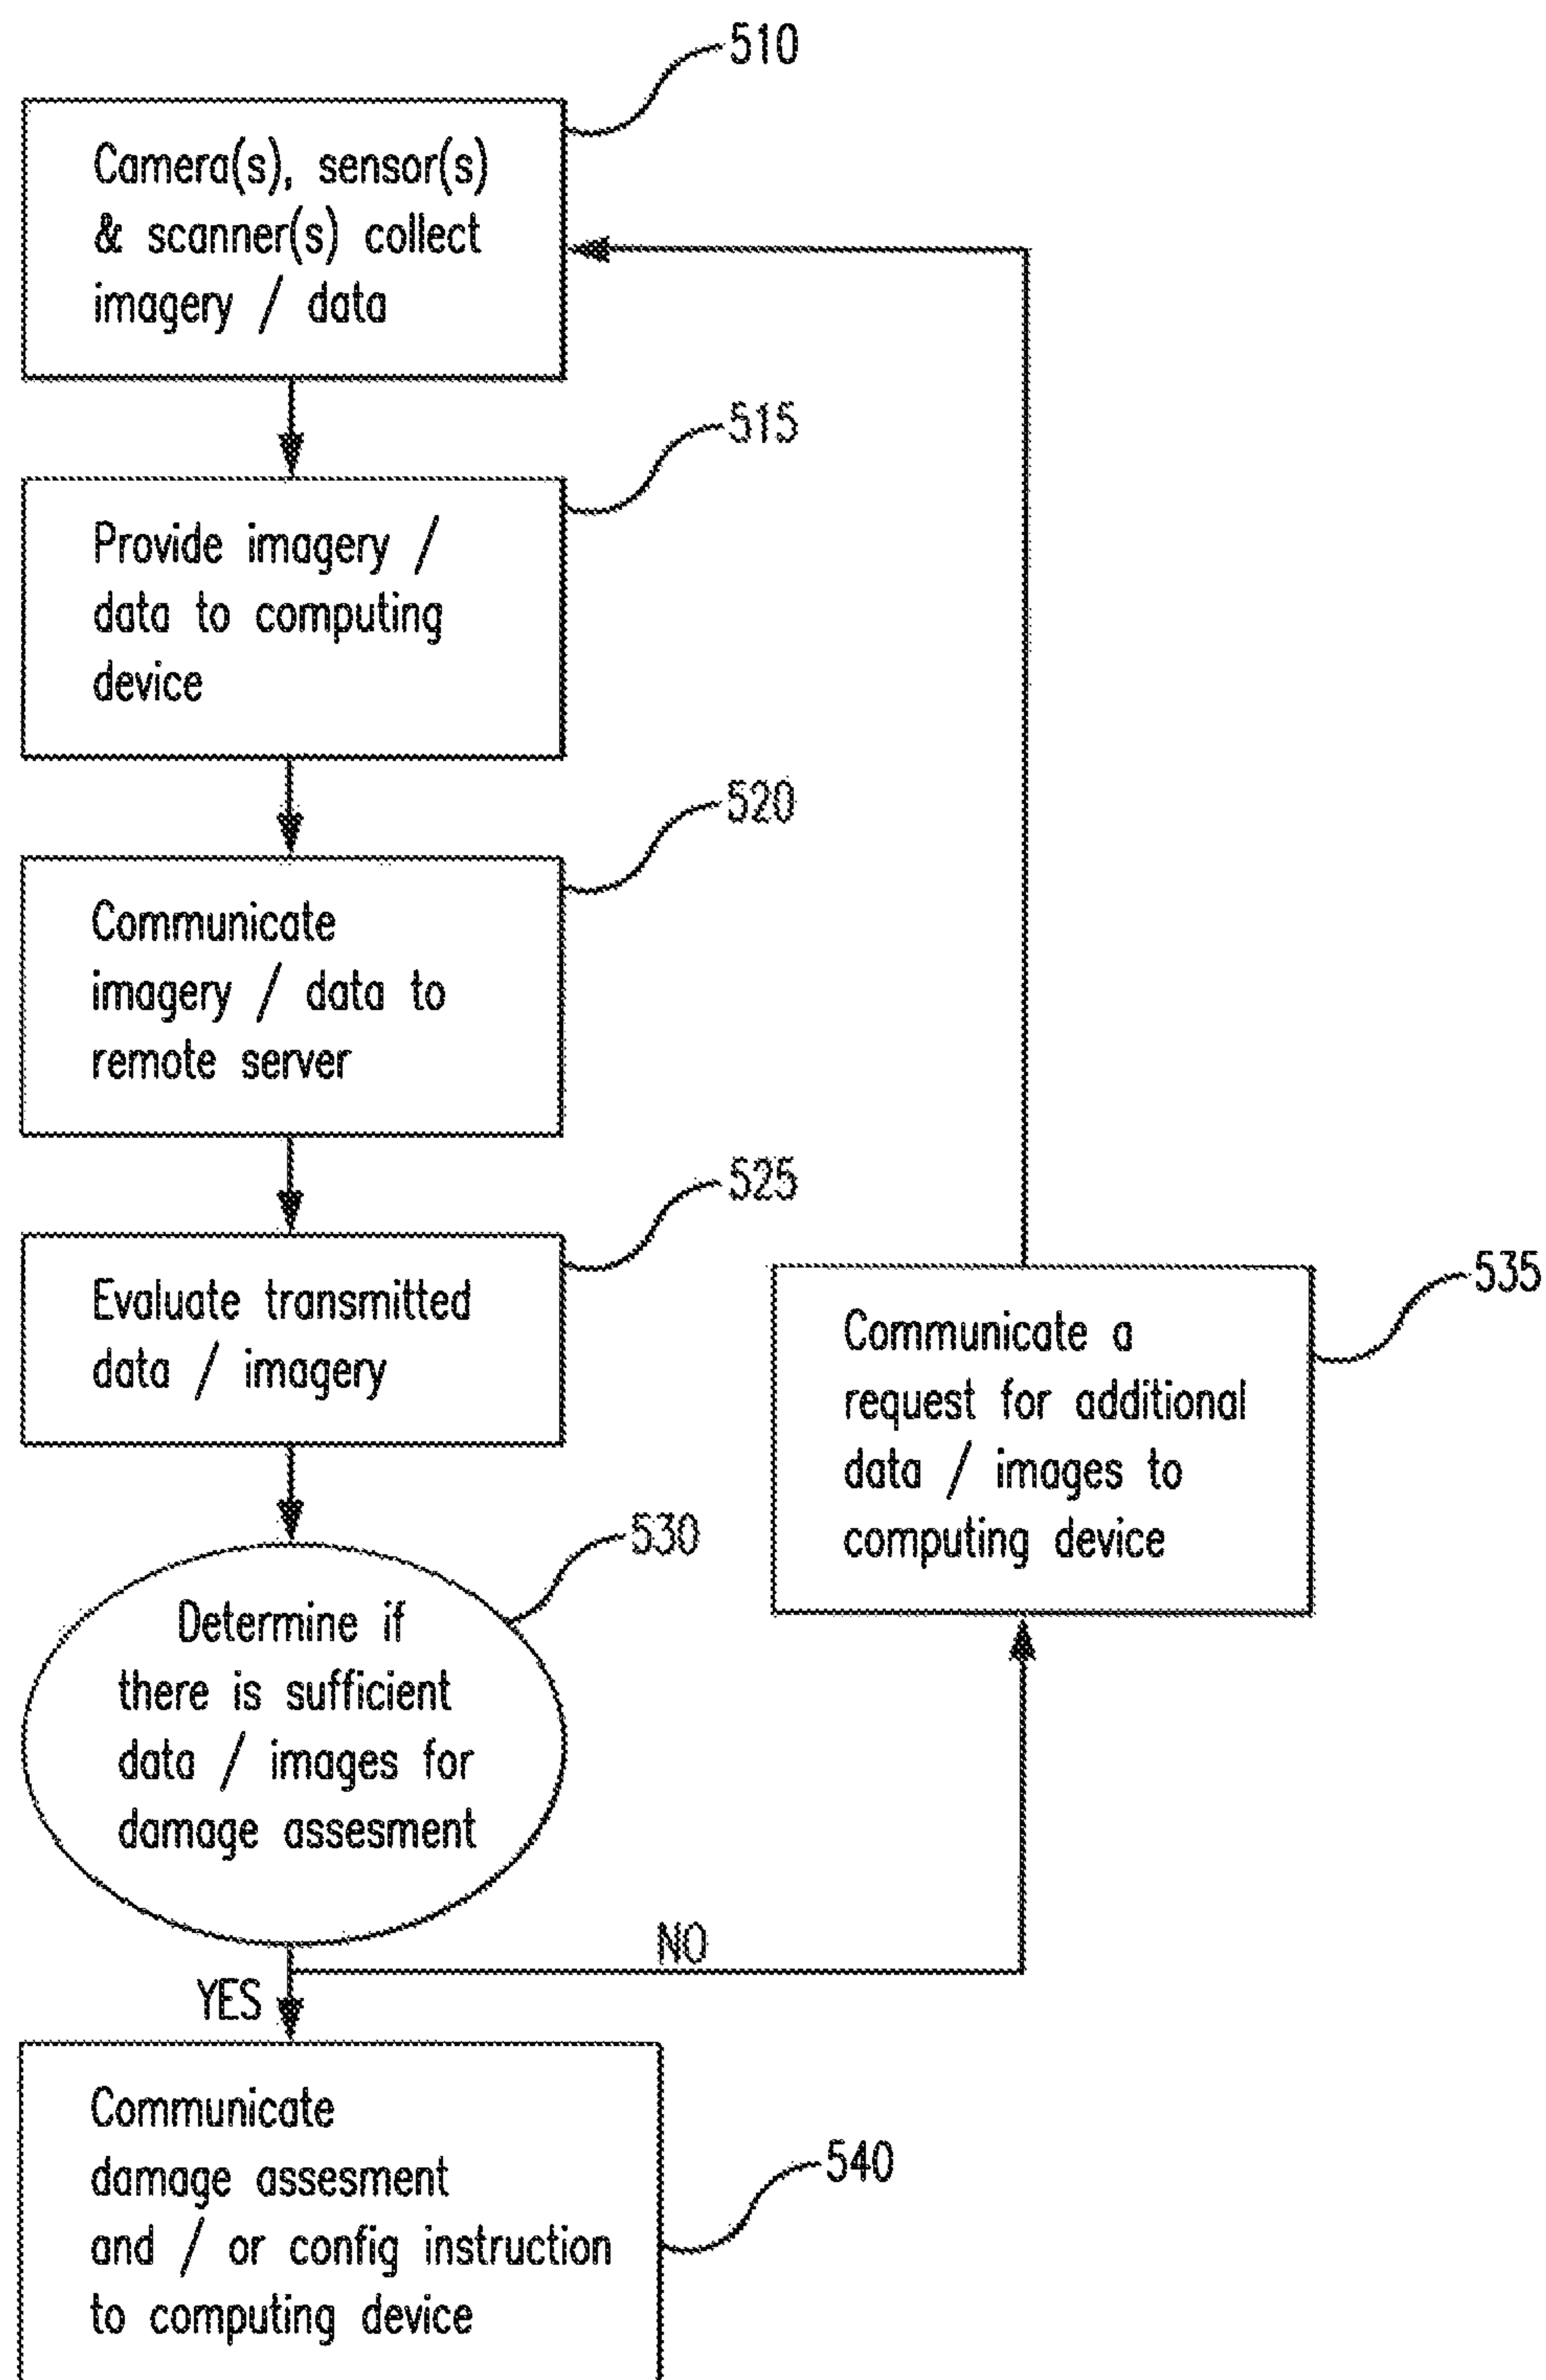 510
Camera(s), sensor(s)
& scanner(s) collect
imagery / data
515
Provide imagery /
data to computing
device
520
Communicate
imagery / data to
remote server
525
Evaluate transmitted
data / imagery
535
Communicate a
request for additional
data / images to
computing device
530
Determine if
there is sufficient
data / images for
damage assesment
NO
YES
Communicate
damage assesment
and / or config instruction
to computing device
540